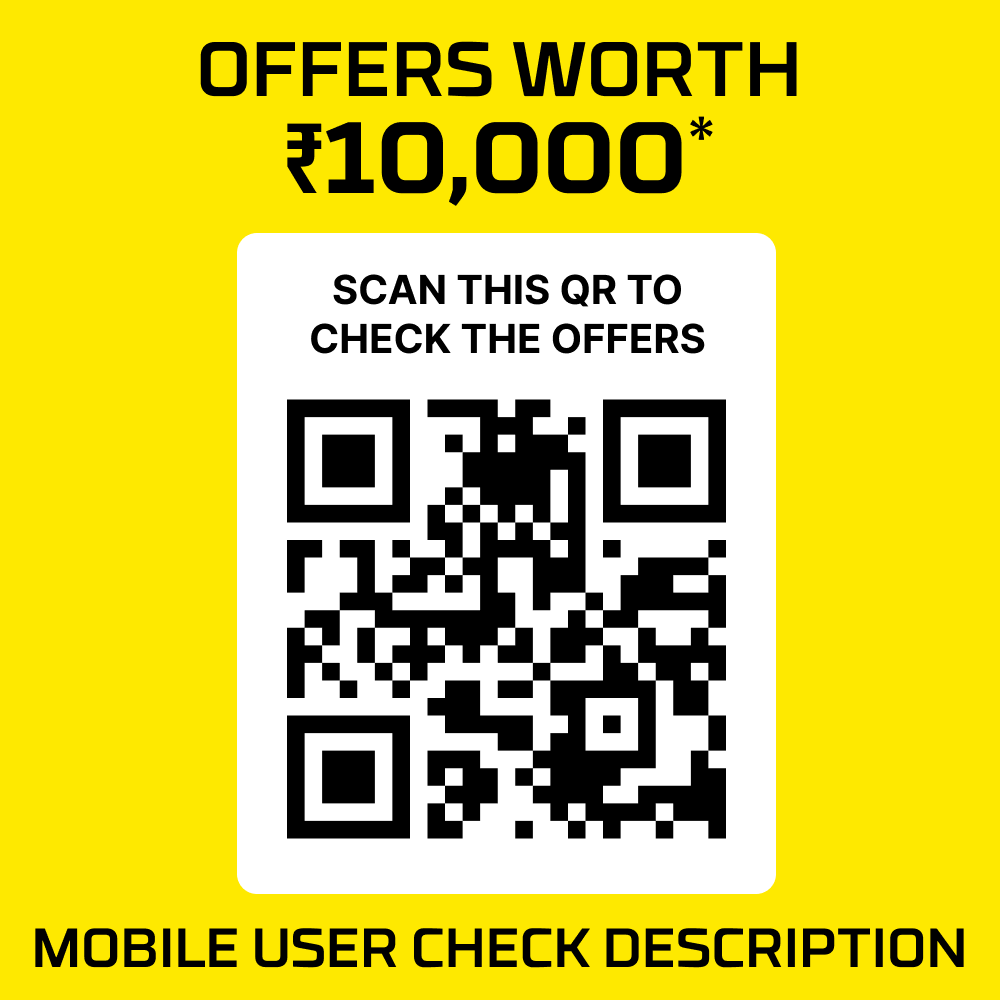 OFFERS WORTH
₹10,000*
SCAN THIS QR TO
CHECK THE OFFERS
MOBILE USER CHECK DESCRIPTION